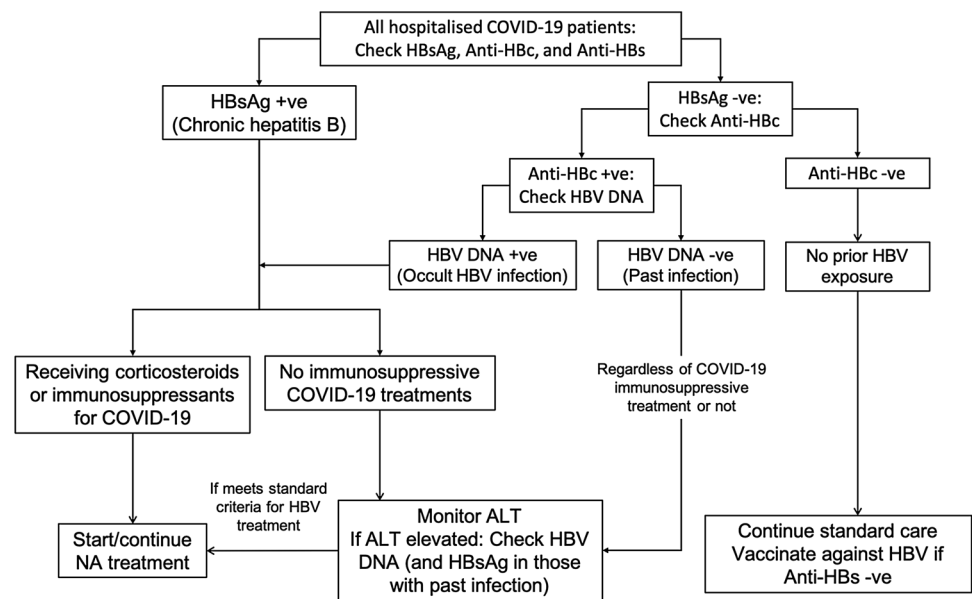 All hospitalised COVID-19 patients:
Check HBsAg, Anti-HBc, and Anti-HBs
HBsAg +ve
(Chronic hepatitis B)
HBsAg -ve:
Check Anti-HBc
Anti-HBc +ve:
Check HBV DNA
Anti-HBc -ve
HBV DNA +ve
(Occult HBV infection)
HBV DNA -ve
(Past infection)
No prior HBV
exposure
Receiving corticosteroids
or immunosuppressants
for COVID-19
No immunosuppressive
COVID-19 treatments
Regardless of COVID-19
immunosuppressive
treatment or not
If meets standard
criteria for HBV
treatment
Start/continue
NA treatment
Monitor ALT
If ALT elevated: Check HBV
DNA (and HBsAg in those
with past infection)
Continue standard care
Vaccinate against HBV if
Anti-HBs -ve